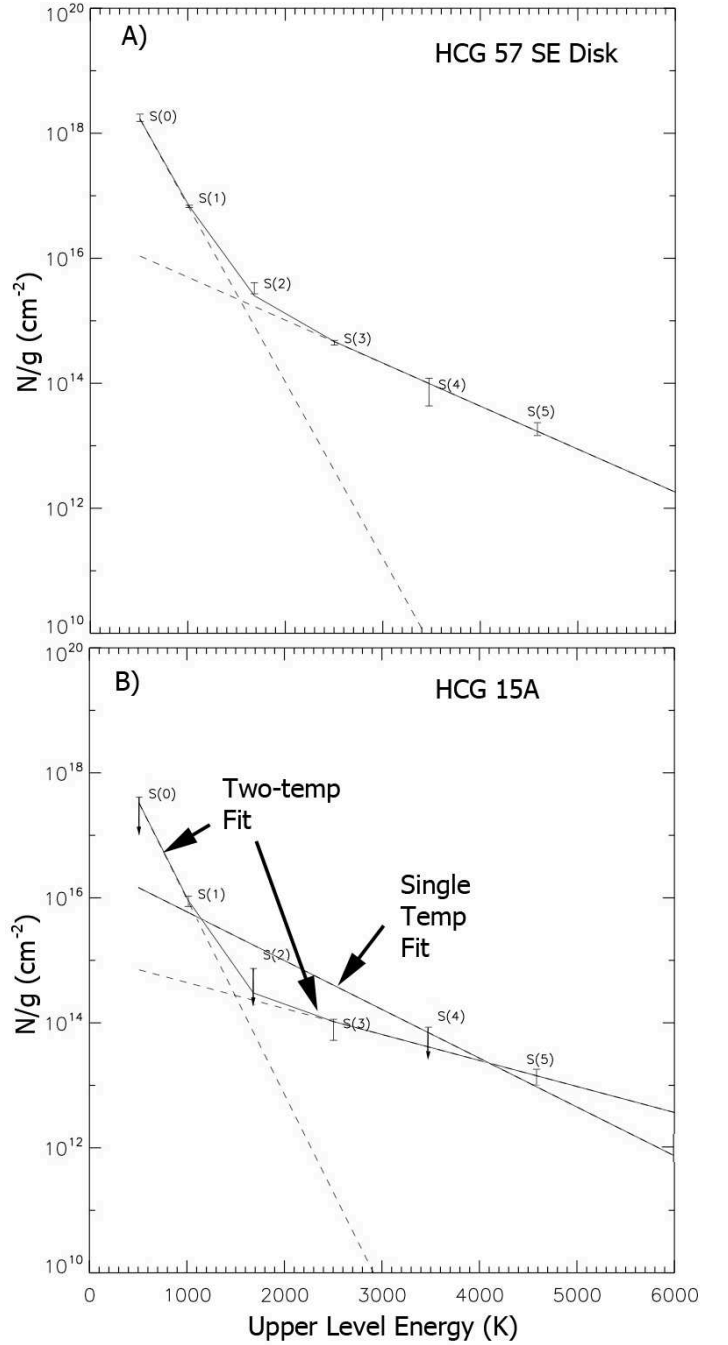 A)
HCG 57 SE Disk
10^20
10^18
10^16
10^14
10^12
10^10
N/g (cm^-2)
S(0)
S(1)
S(2)
S(3)
S(4)
S(5)
B)
HCG 15A
10^20
10^18
10^16
10^14
10^12
10^10
N/g (cm^-2)
S(0)
Two-temp
Fit
S(1)
Single
Temp
Fit
S(2)
S(3)
S(4)
S(5)
0 1000 2000 3000 4000 5000 6000
Upper Level Energy (K)